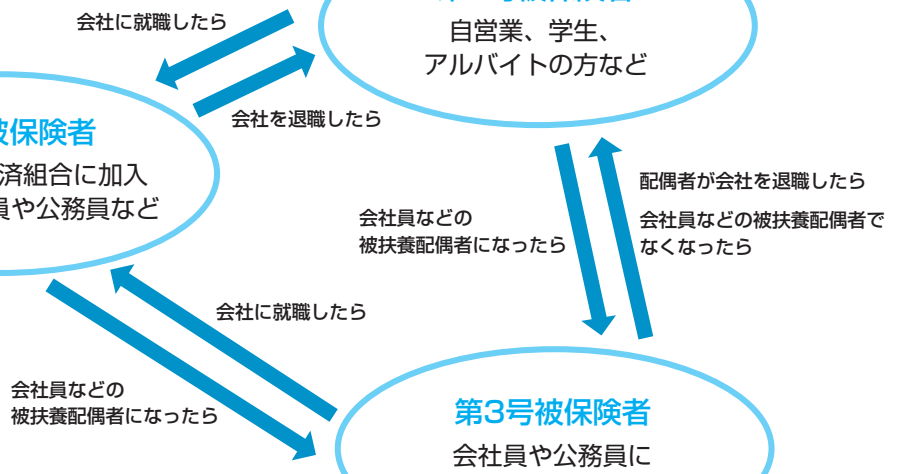 会社に就職したら
自営業、学生、
アルバイトの方など
会社を退職したら
被保険者
済組合に加入
員や公務員など
配偶者が会社を退職したら
会社員などの被扶養配偶者で
なくなったら
会社員などの
被扶養配偶者になったら
会社に就職したら
会社員などの
被扶養配偶者になったら
第3号被保険者
会社員や公務員に